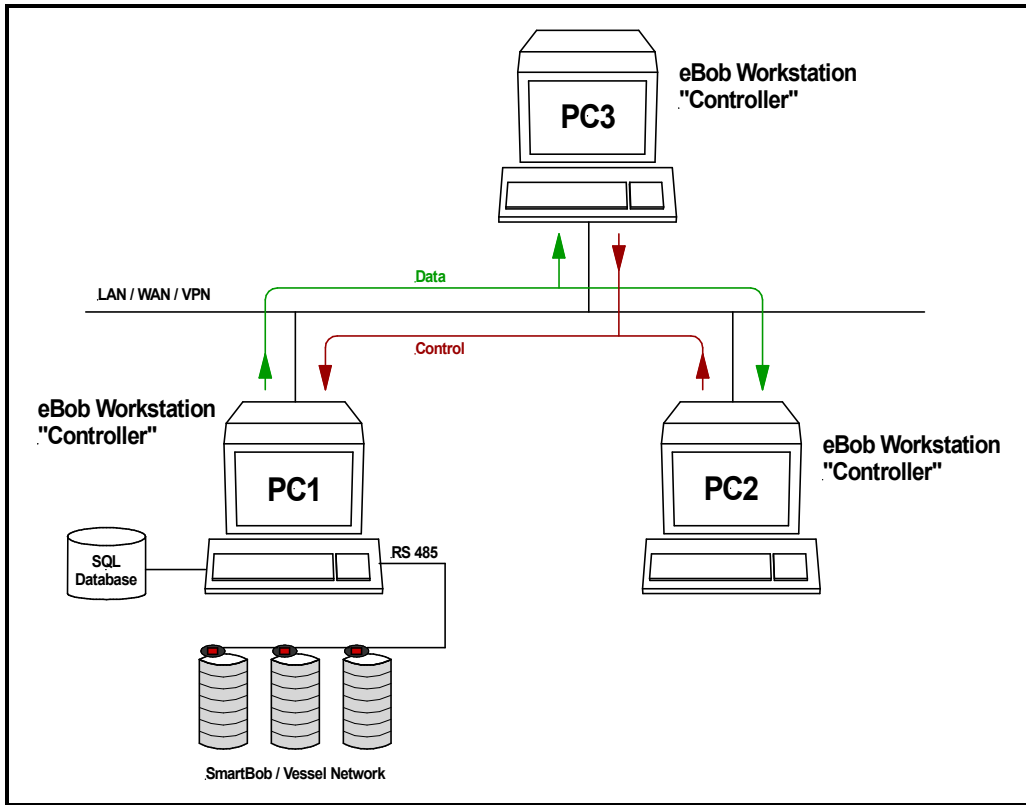 PC3
eBob Workstation
"Controller"
Data
LAN / WAN / VPN
Control
eBob Workstation
"Controller"
PC1
eBob Workstation
"Controller"
PC2
RS 485
SQL
Database
SmartBob / Vessel Network